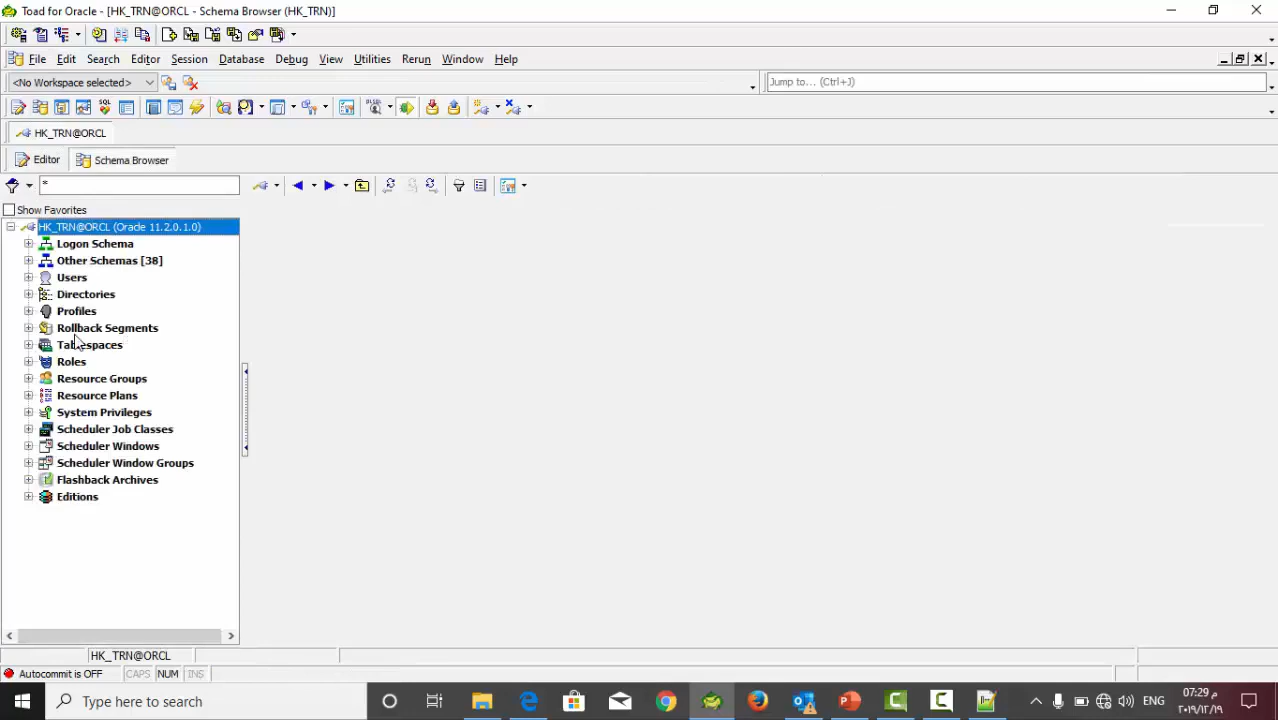 Toad for Oracle - [HK_TRN@ORCL - Schema Browser (HK_TRN)]
File Edit Search Editor Session Database Debug View Utilities Rerun Window Help
<No Workspace selected> Jump to... (Ctrl+J)
SQL
HK_TRN@ORCL
Editor Schema Browser
*
Show Favorites
HK_TRN@ORCL (Oracle 11.2.0.1.0)
Logon Schema
Other Schemas [38]
Users
Directories
Profiles
Rollback Segments
Tablespaces
Roles
Resource Groups
Resource Plans
System Privileges
Scheduler Job Classes
Scheduler Windows
Scheduler Window Groups
Flashback Archives
Editions
HK_TRN@ORCL
Autocommit is OFF CAPS NUM INS
Type here to search
ENG
م 07:29
٢٠١٩/١٢/١٩